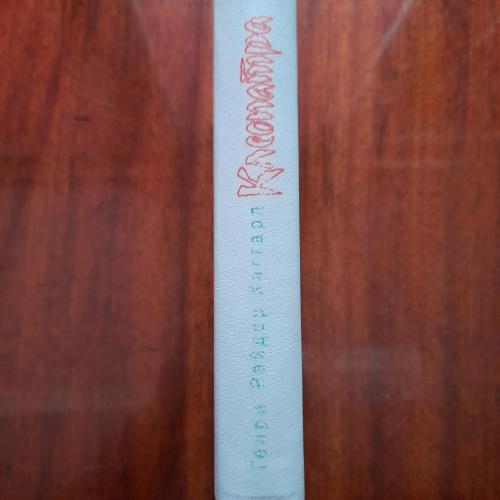 Генри Райдер Хаггард Клеопатра